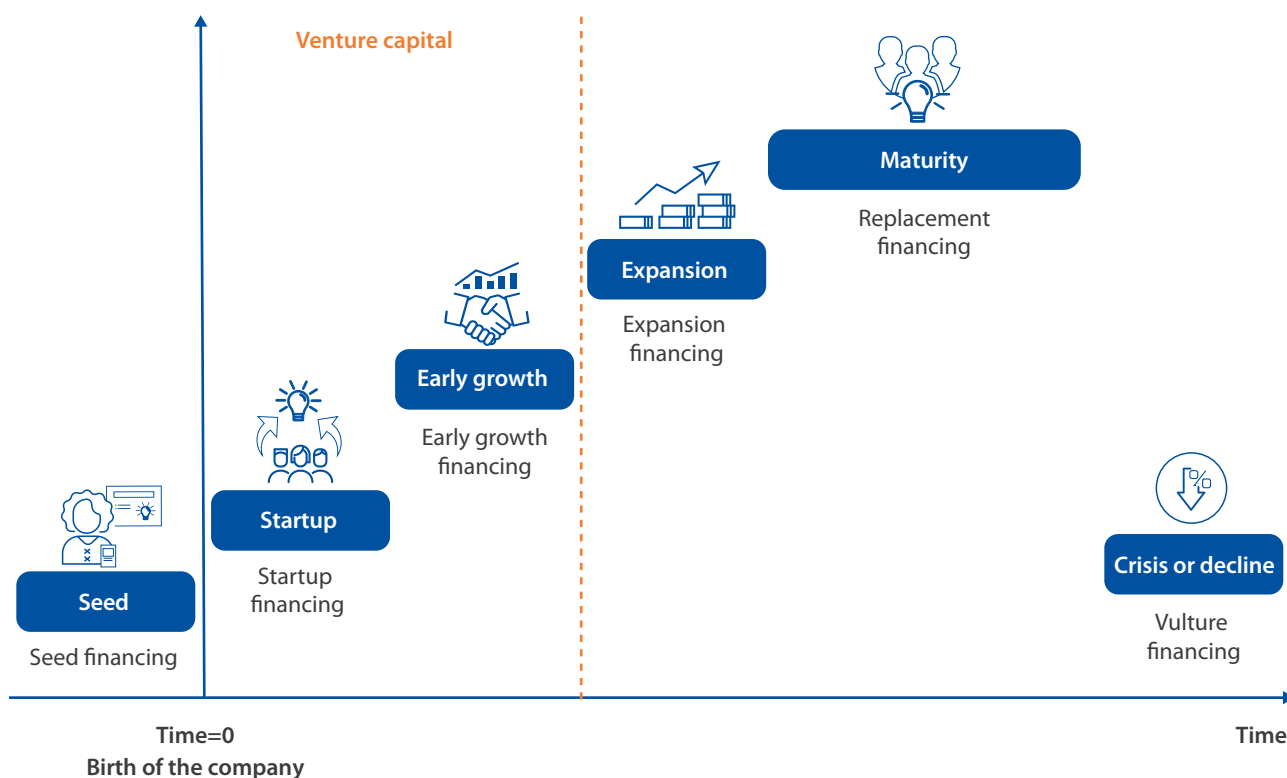 Venture capital
Maturity
Replacement
financing
Expansion
Expansion
financing
Early growth
Early growth
financing
Startup
Startup
financing
Seed
Seed financing
Crisis or decline
Vulture
financing
Time=0
Birth of the company
Time